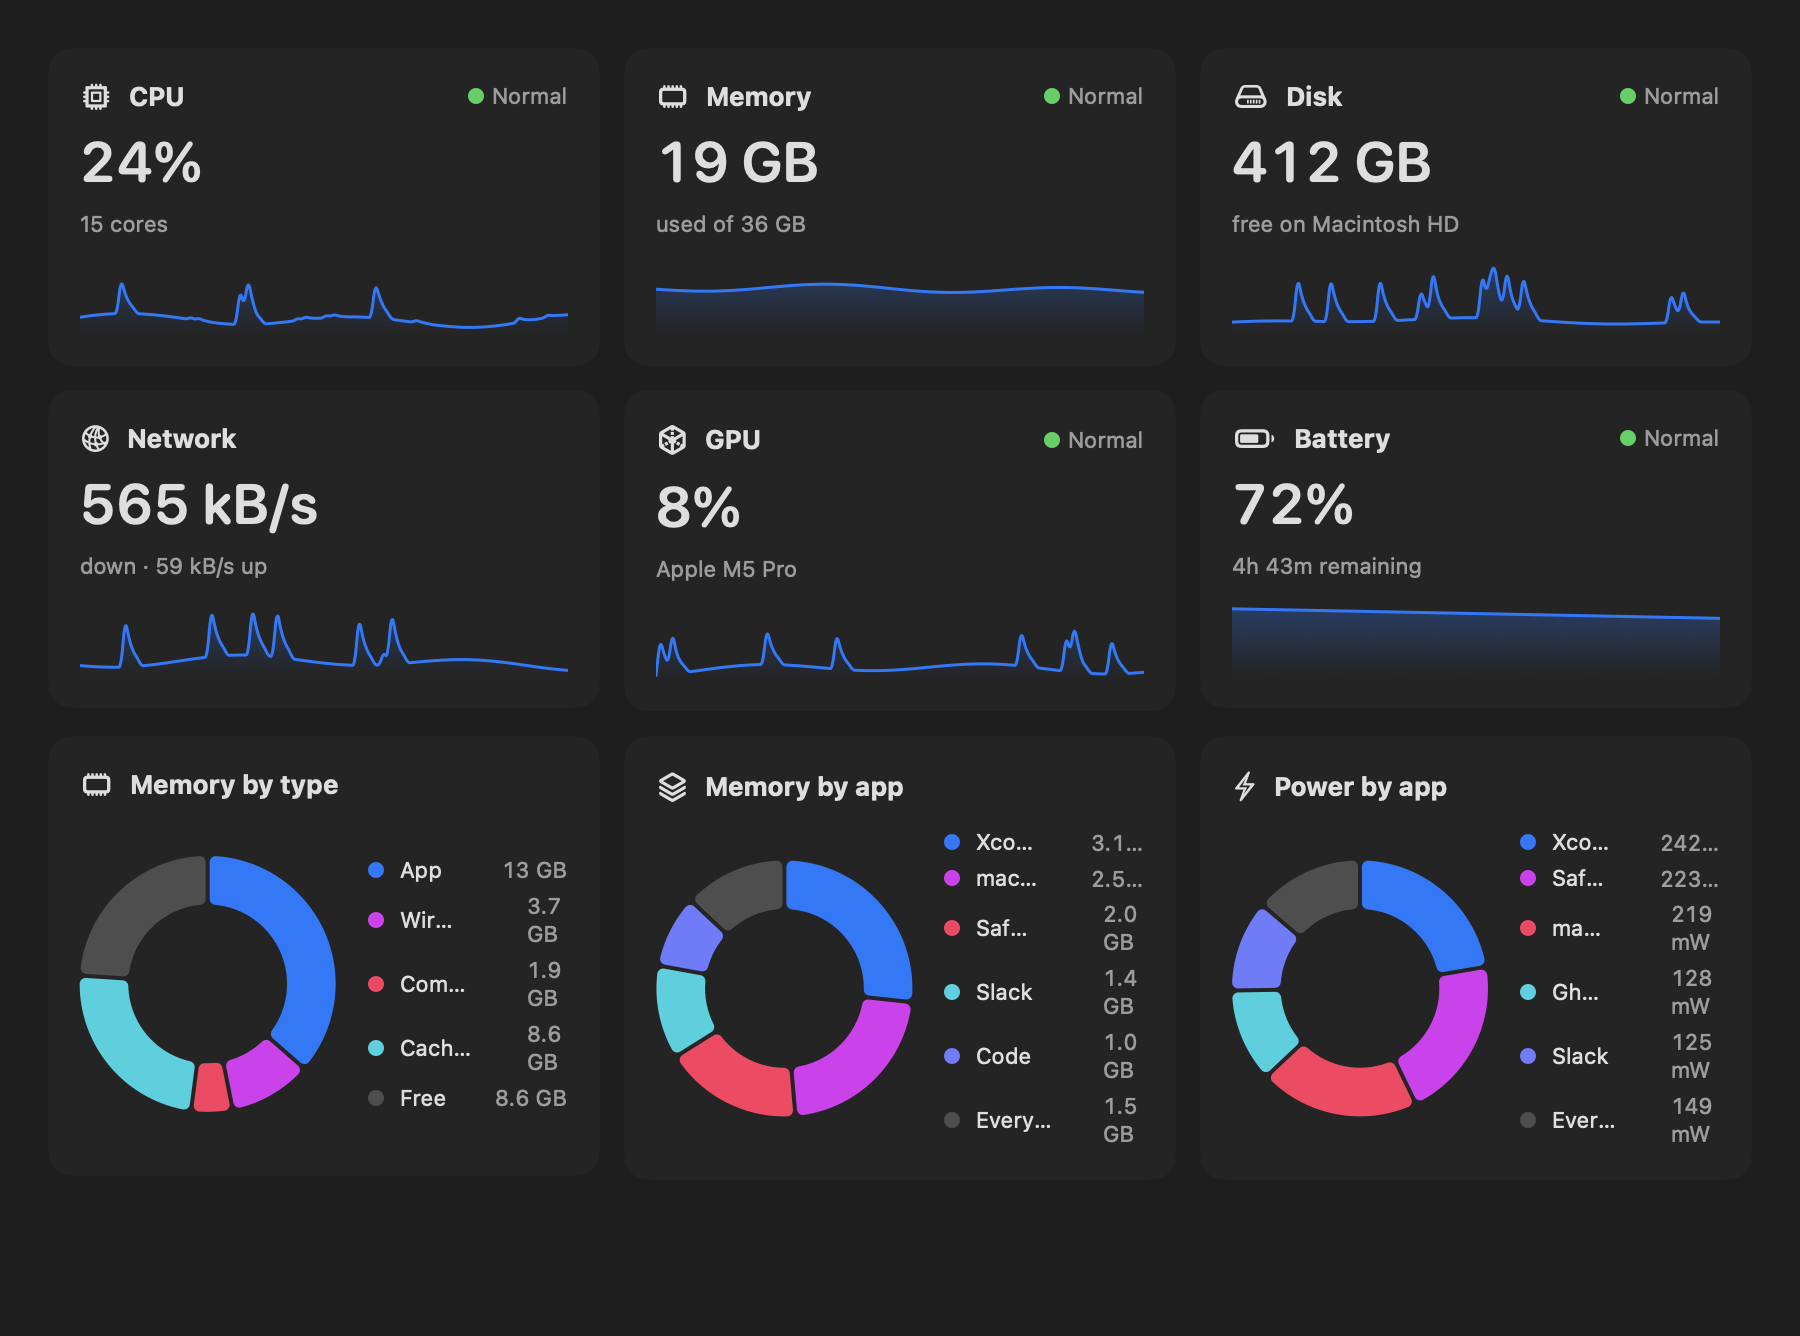 CPU
Normal
24%
15 cores
Memory
Normal
19 GB
used of 36 GB
Disk
Normal
412 GB
free on Macintosh HD
Network
565 kB/s
down · 59 kB/s up
GPU
Normal
8%
Apple M5 Pro
Battery
Normal
72%
4h 43m remaining
Memory by type
App 13 GB
Wir... 3.7
GB
Com... 1.9
GB
Cach... 8.6
GB
Free 8.6 GB
Memory by app
Xco... 3.1...
mac... 2.5...
Saf... 2.0
GB
Slack 1.4
GB
Code 1.0
GB
Every... 1.5
GB
Power by app
Xco... 242...
Saf... 223...
ma... 219
mW
Gh... 128
mW
Slack 125
mW
Ever... 149
mW